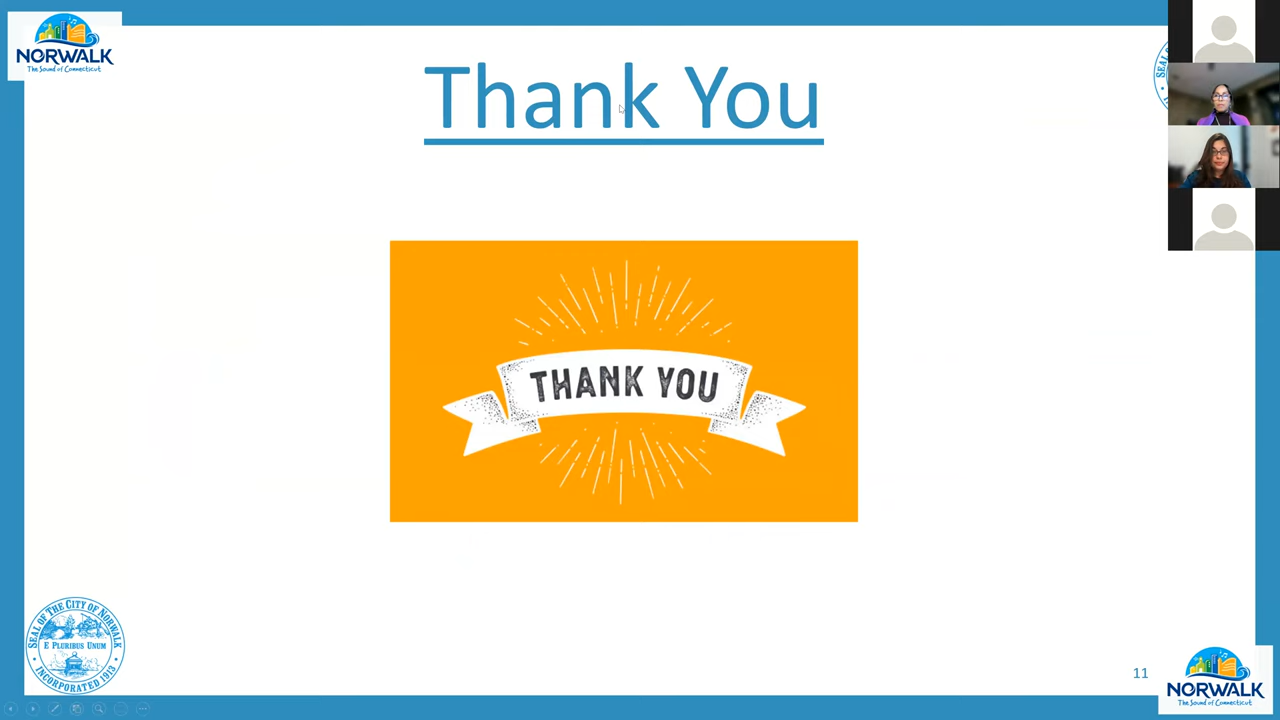 NORWALK
The Sound of Connecticut
Thank You
THANK YOU
SEAL OF THE CITY OF NORWALK
E PLURIBUS UNUM
INCORPORATED 1913
11
NORWALK
The Sound of Connecticut